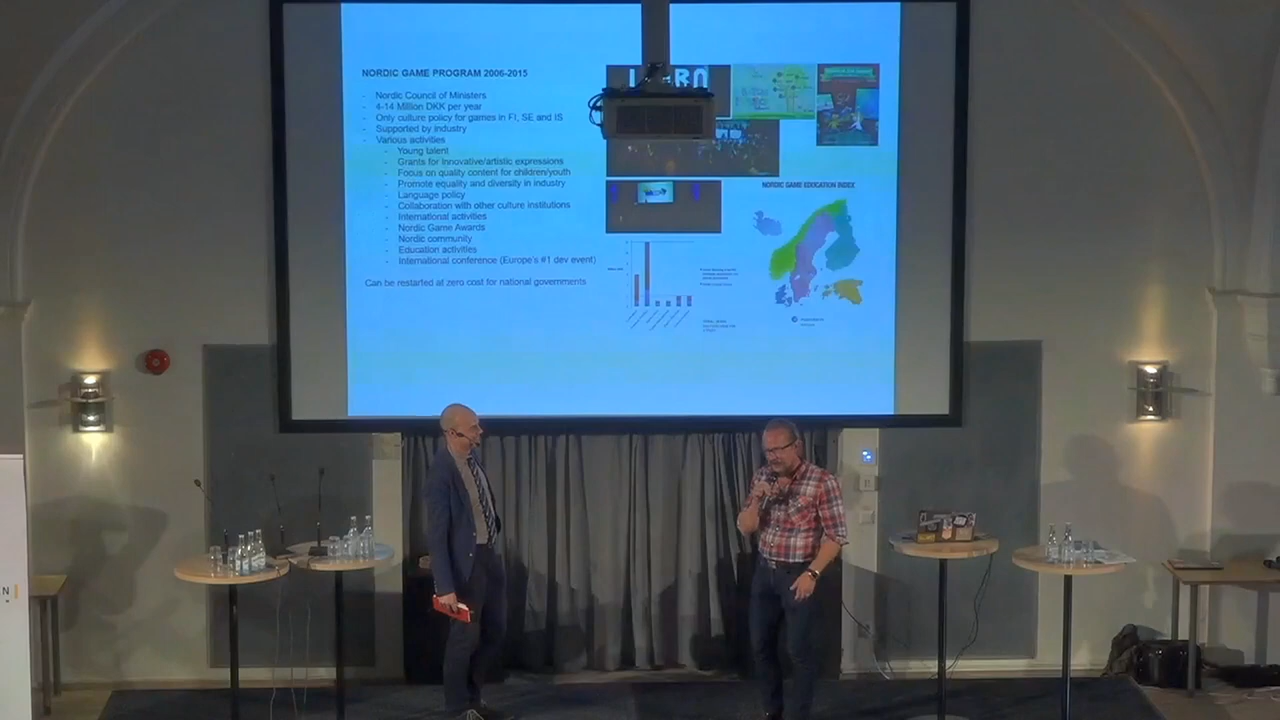 NORDIC GAME PROGRAM 2006-2015
- Nordic Council of Ministers
- 4-14 Million DKK per year
- Only culture policy for games in FI, SE and IS
- Supported by industry
- Various activities
- Young talent
- Grants for innovative/artistic expressions
- Focus on quality content for children/youth
- Promote equality and diversity in industry
- Language policy
- Collaboration with other culture institutions
- International activities
- Nordic Game Awards
- Nordic community
- Education activities
- International conference (Europe's #1 dev event)
Can be restarted at zero cost for national governments
NORDIC GAME EDUCATION INDEX
N